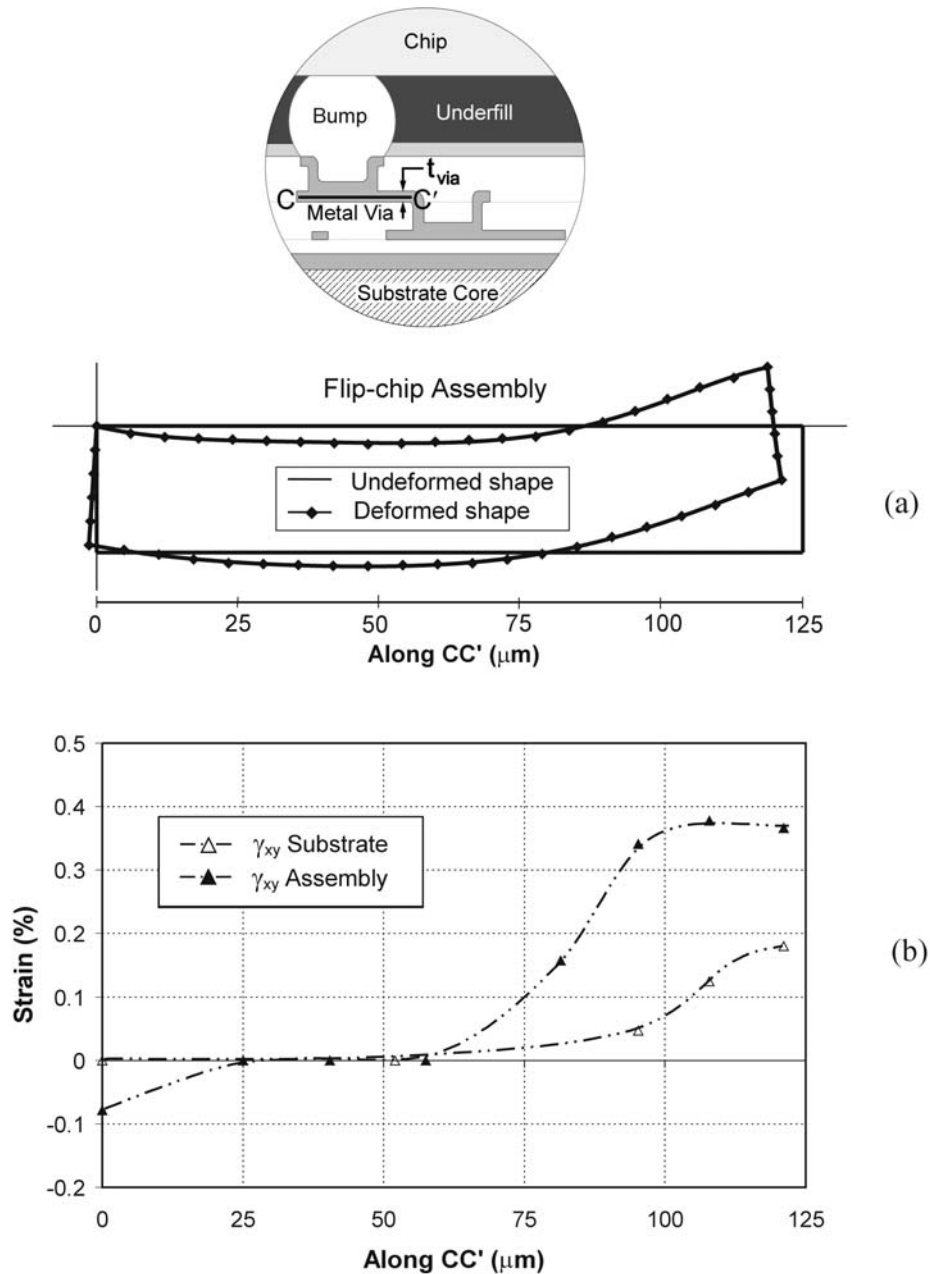 Chip
Bump
Underfill
t_via
C
C'
Metal Via
Substrate Core
Flip-chip Assembly
Undeformed shape
Deformed shape
(a)
0 25 50 75 100 125
Along CC' (μm)
0.5
0.4
γxy Substrate
γxy Assembly
0.3
0.2
0.1
0
-0.1
-0.2
Strain (%)
(b)
0 25 50 75 100 125
Along CC' (μm)